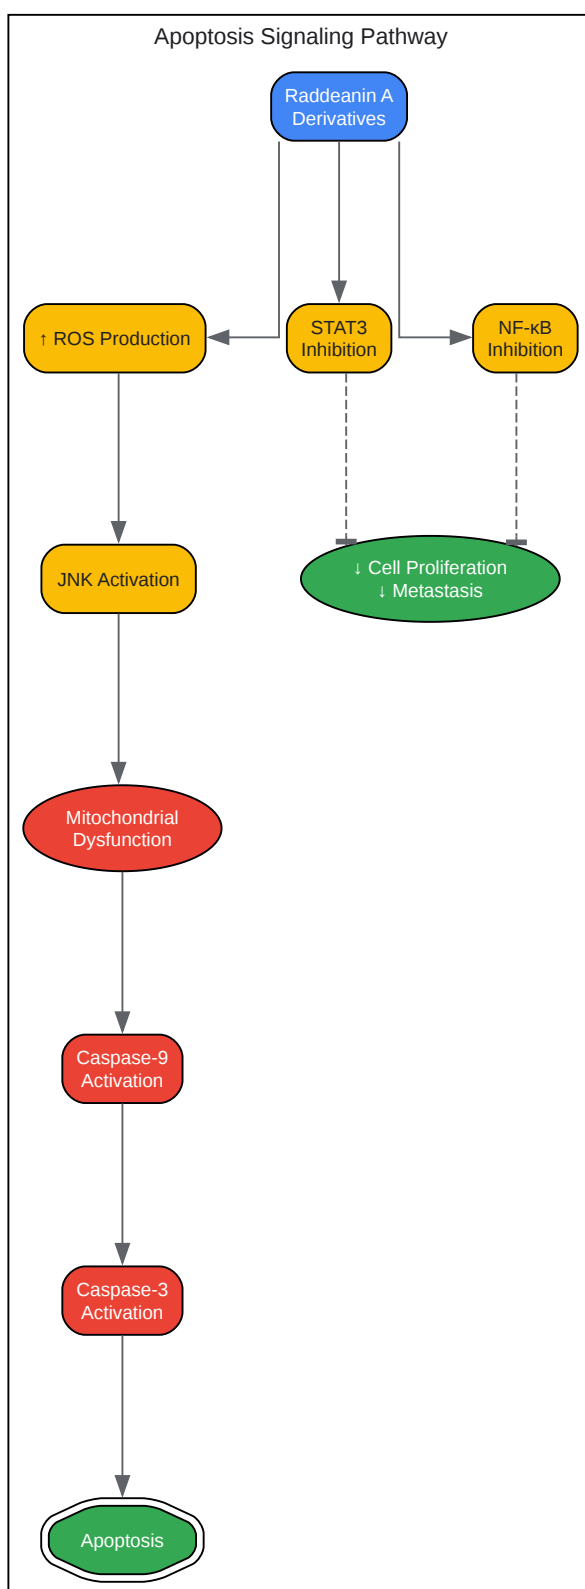 Apoptosis Signaling Pathway
Raddeanin A
Derivatives
↑ ROS Production
STAT3
Inhibition
NF-κB
Inhibition
JNK Activation
↓ Cell Proliferation
↓ Metastasis
Mitochondrial
Dysfunction
Caspase-9
Activation
Caspase-3
Activation
Apoptosis